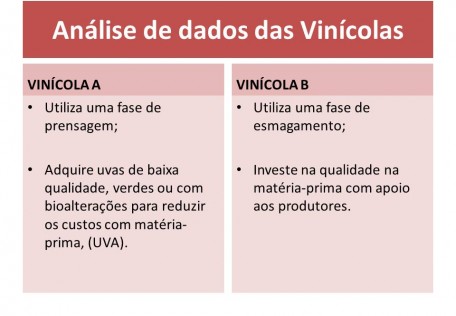 Análise de dados das Vinícolas
VINÍCOLA A
• Utiliza uma fase de
prensagem;
• Adquire uvas de baixa
qualidade, verdes ou com
bioalterações para reduzir
os custos com matéria-
prima, (UVA).
VINÍCOLA B
• Utiliza uma fase de
esmagamento;
• Investe na qualidade na
matéria-prima com apoio
aos produtores.